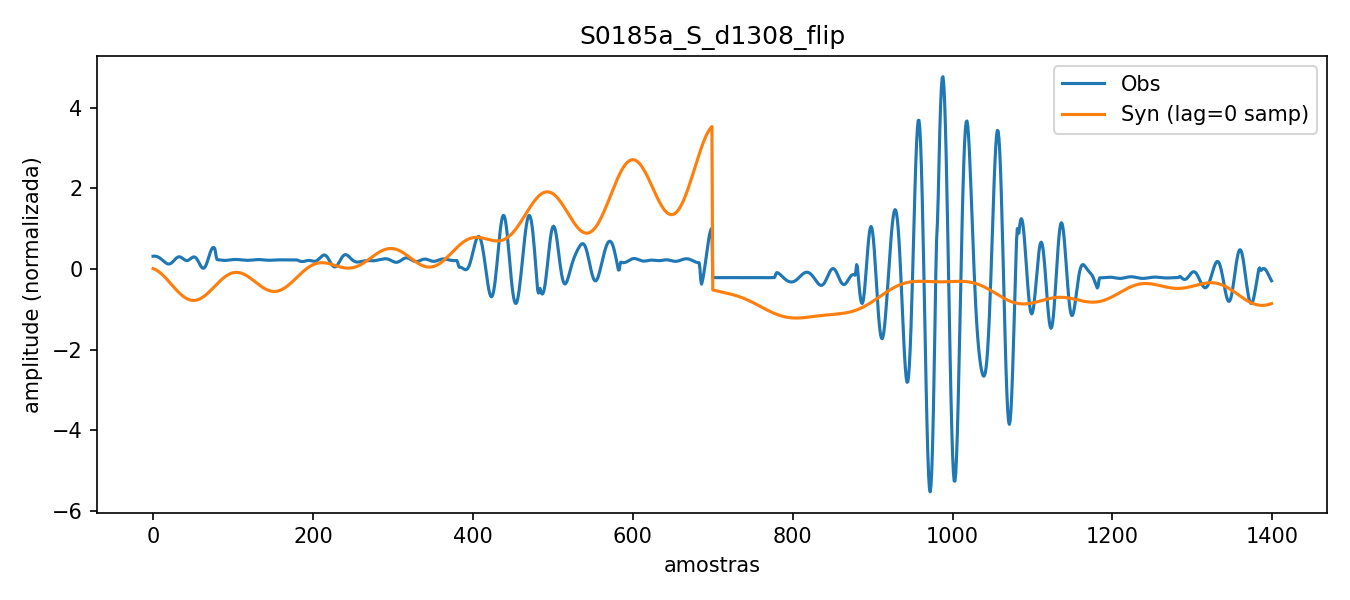 S0185a_S_d1308_flip
Obs
Syn (lag=0 samp)
amplitude (normalizada)
4
2
0
−2
−4
−6
0 200 400 600 800 1000 1200 1400
amostras